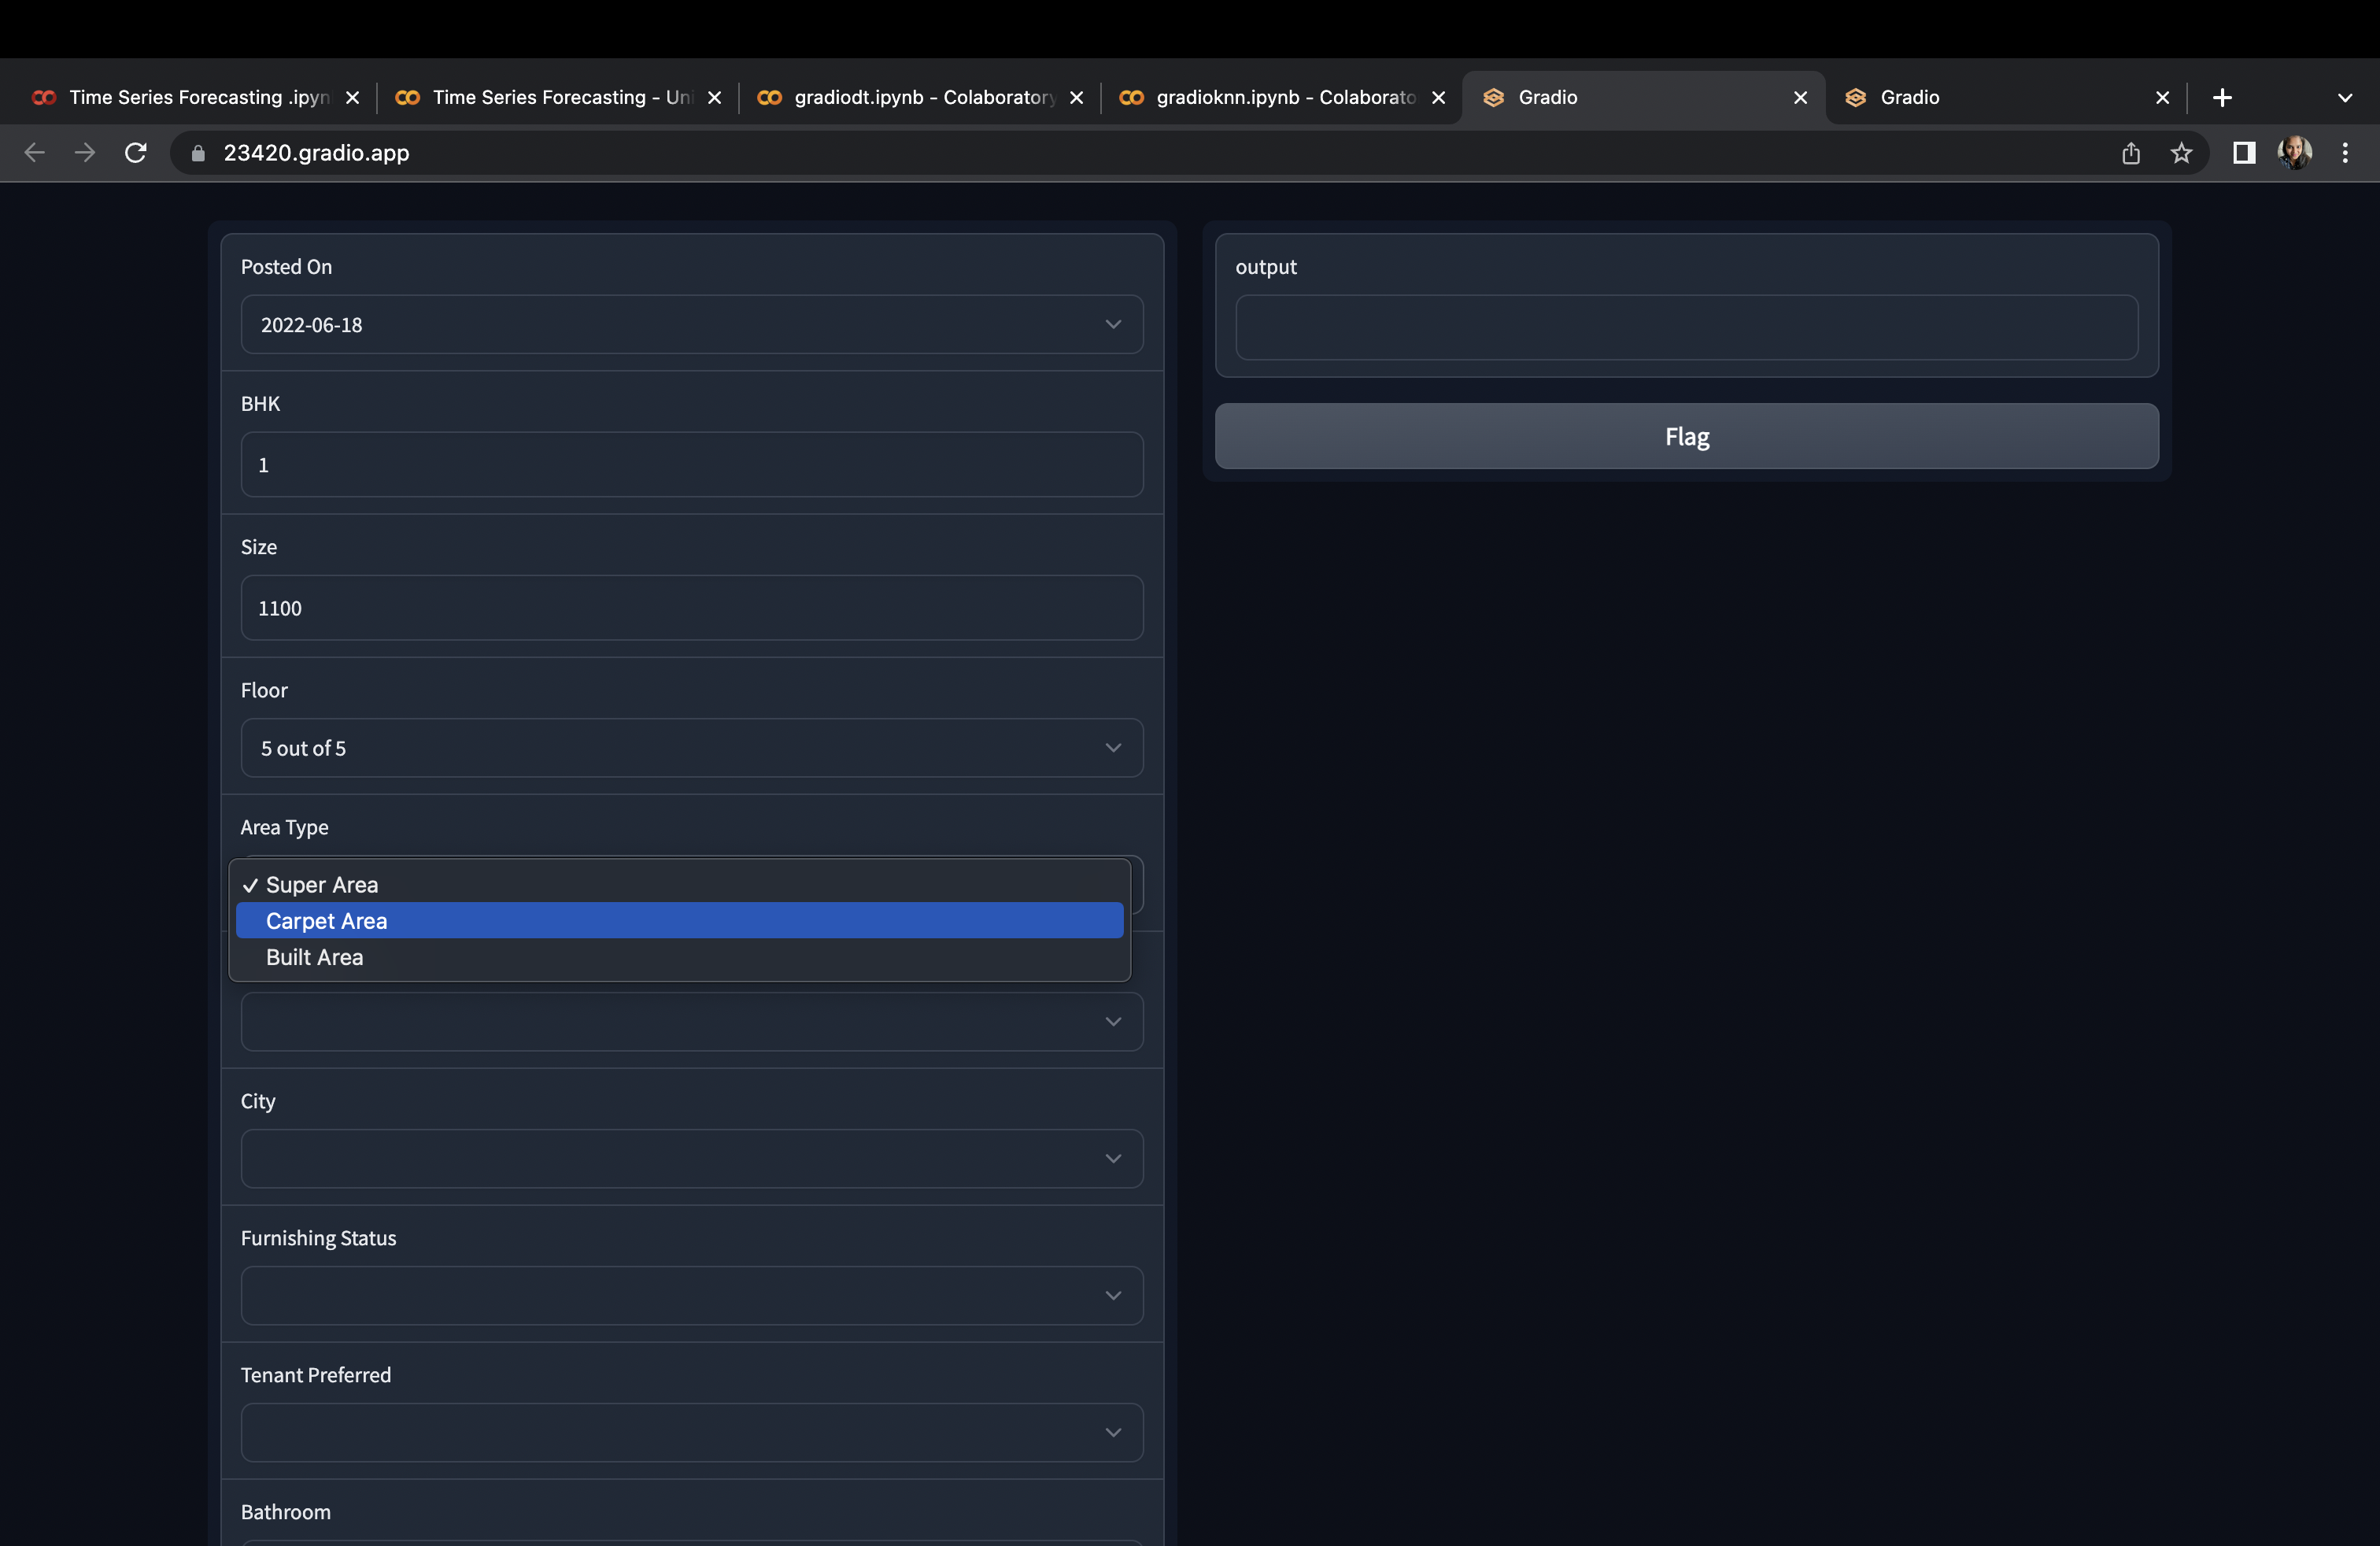 Time Series Forecasting .ipyn
Time Series Forecasting - Uni
gradiodt.ipynb - Colaboratory
gradioknn.ipynb - Colaborato
Gradio
Gradio
23420.gradio.app
Posted On
2022-06-18
BHK
1
Size
1100
Floor
5 out of 5
Area Type
✓ Super Area
Carpet Area
Built Area
City
Furnishing Status
Tenant Preferred
Bathroom
output
Flag